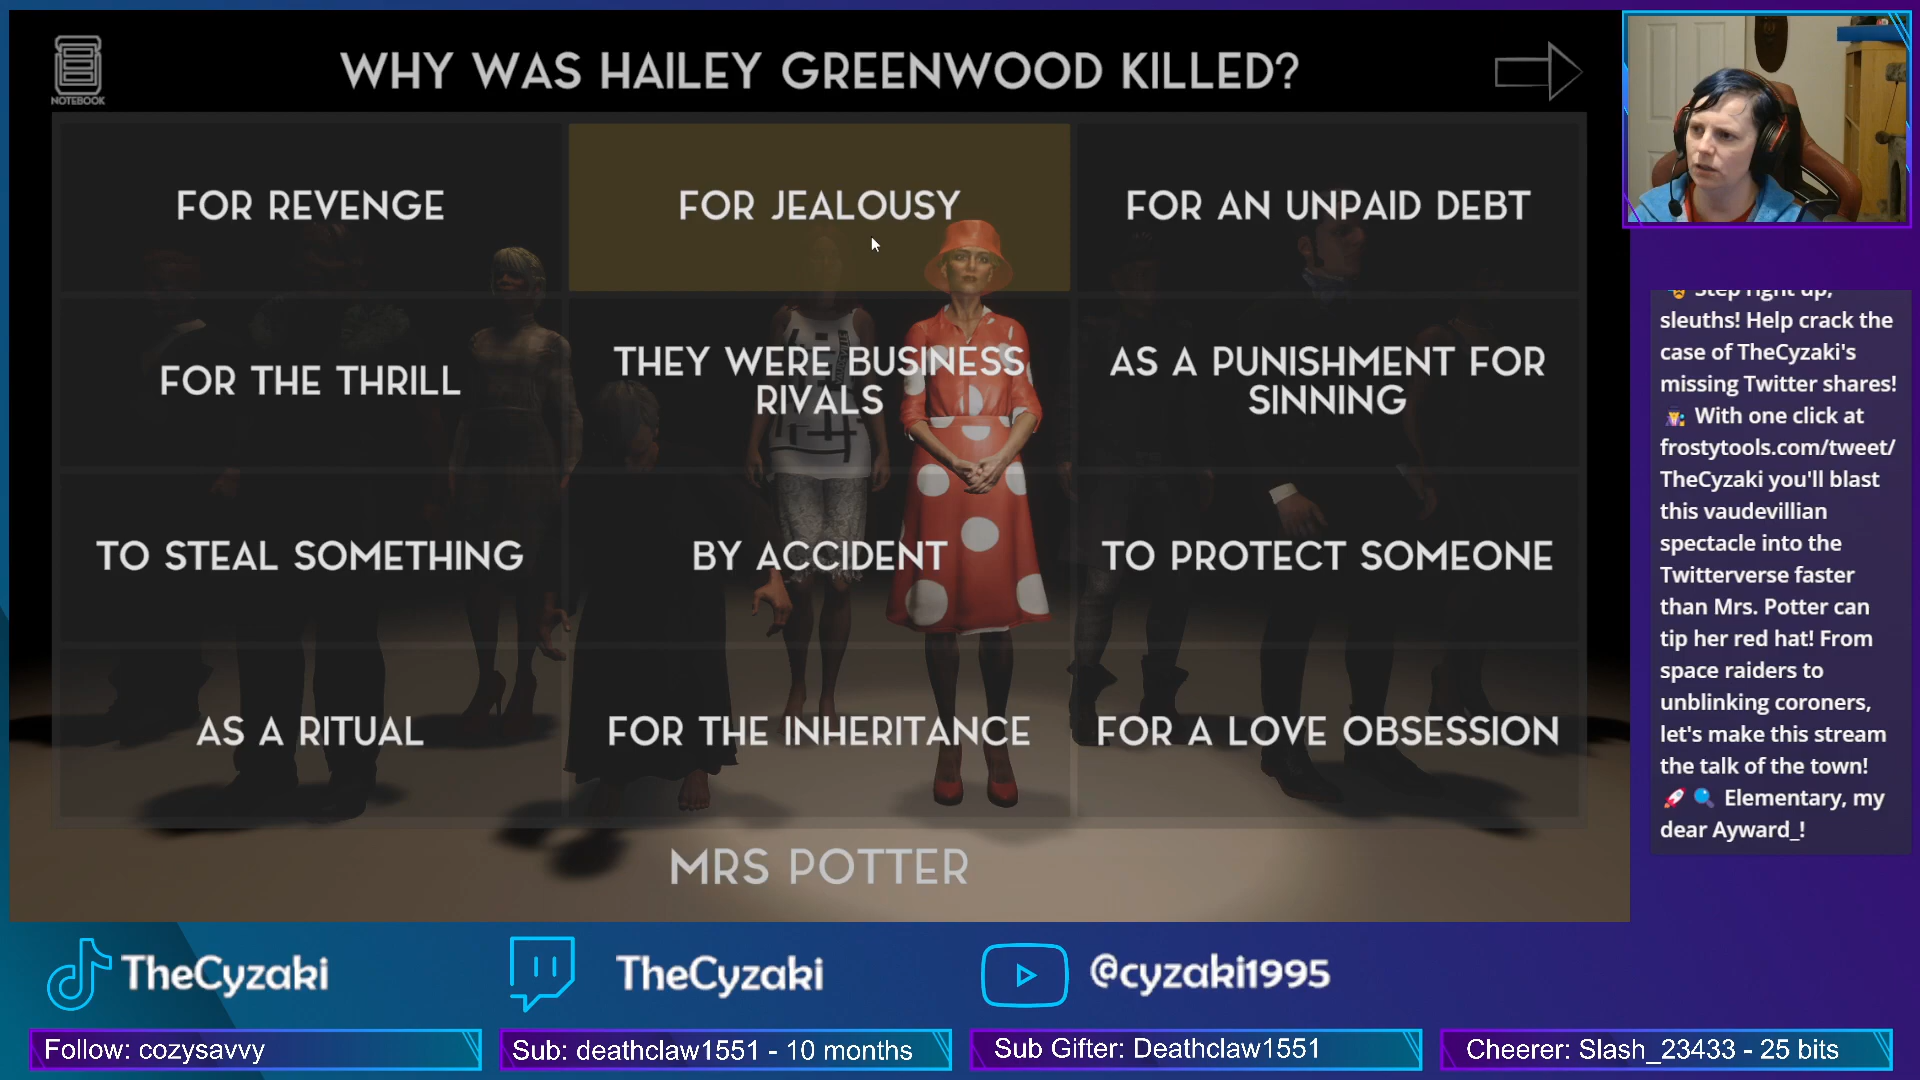 NOTEBOOK
WHY WAS HAILEY GREENWOOD KILLED?
FOR REVENGE
FOR JEALOUSY
FOR AN UNPAID DEBT
FOR THE THRILL
THEY WERE BUSINESS
RIVALS
AS A PUNISHMENT FOR
SINNING
TO STEAL SOMETHING
BY ACCIDENT
TO PROTECT SOMEONE
AS A RITUAL
FOR THE INHERITANCE
FOR A LOVE OBSESSION
MRS POTTER
Step right up,
sleuths! Help crack the
case of TheCyzaki's
missing Twitter shares!
With one click at
frostytools.com/tweet/
TheCyzaki you'll blast
this vaudevillian
spectacle into the
Twitterverse faster
than Mrs. Potter can
tip her red hat! From
space raiders to
unblinking coroners,
let's make this stream
the talk of the town!
🚀 🔍 Elementary, my
dear Ayward_!
TheCyzaki
TheCyzaki
@cyzaki1995
Follow: cozysavvy
Sub: deathclaw1551 - 10 months
Sub Gifter: Deathclaw1551
Cheerer: Slash_23433 - 25 bits